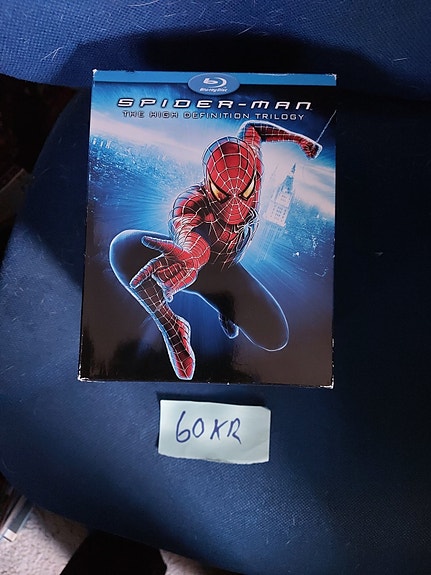 Blu-ray Disc
SPIDER-MAN
THE HIGH DEFINITION TRILOGY
60 KR